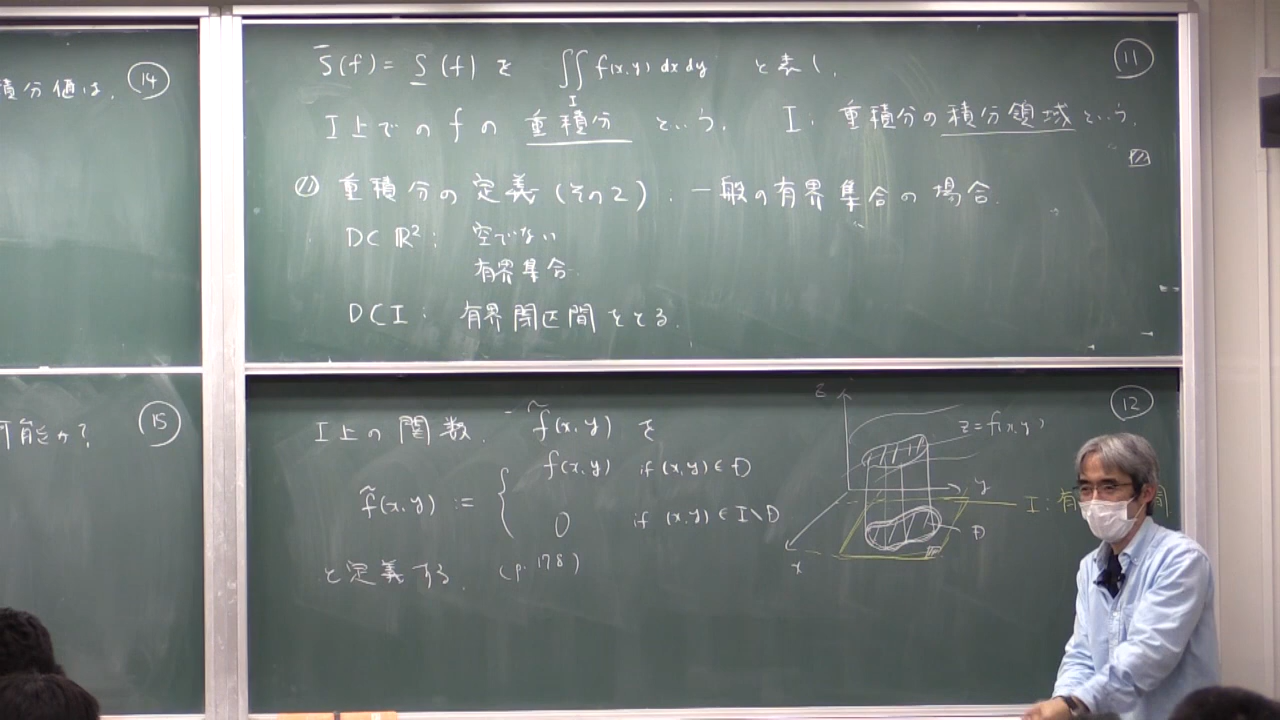 積分値は、 ⑭
可能か? ⑮
⑪
S̄(f) = S̲(f) を ∬_I f(x,y) dx dy と表し、
I上での f の 重積分 という。 I: 重積分の積分領域という。
重積分の定義(その2): 一般の有界集合の場合.
D⊂ℝ²: 空でない
有界集合
D⊂I: 有界閉区間をとる.
⑫
I上の関数. f̃(x,y) を
f̃(x,y) := { f(x,y) if (x,y)∈D
0 if (x,y)∈I\D
と定義する. (p.178)
z
z=f(x,y)
y
I: 有
D
x